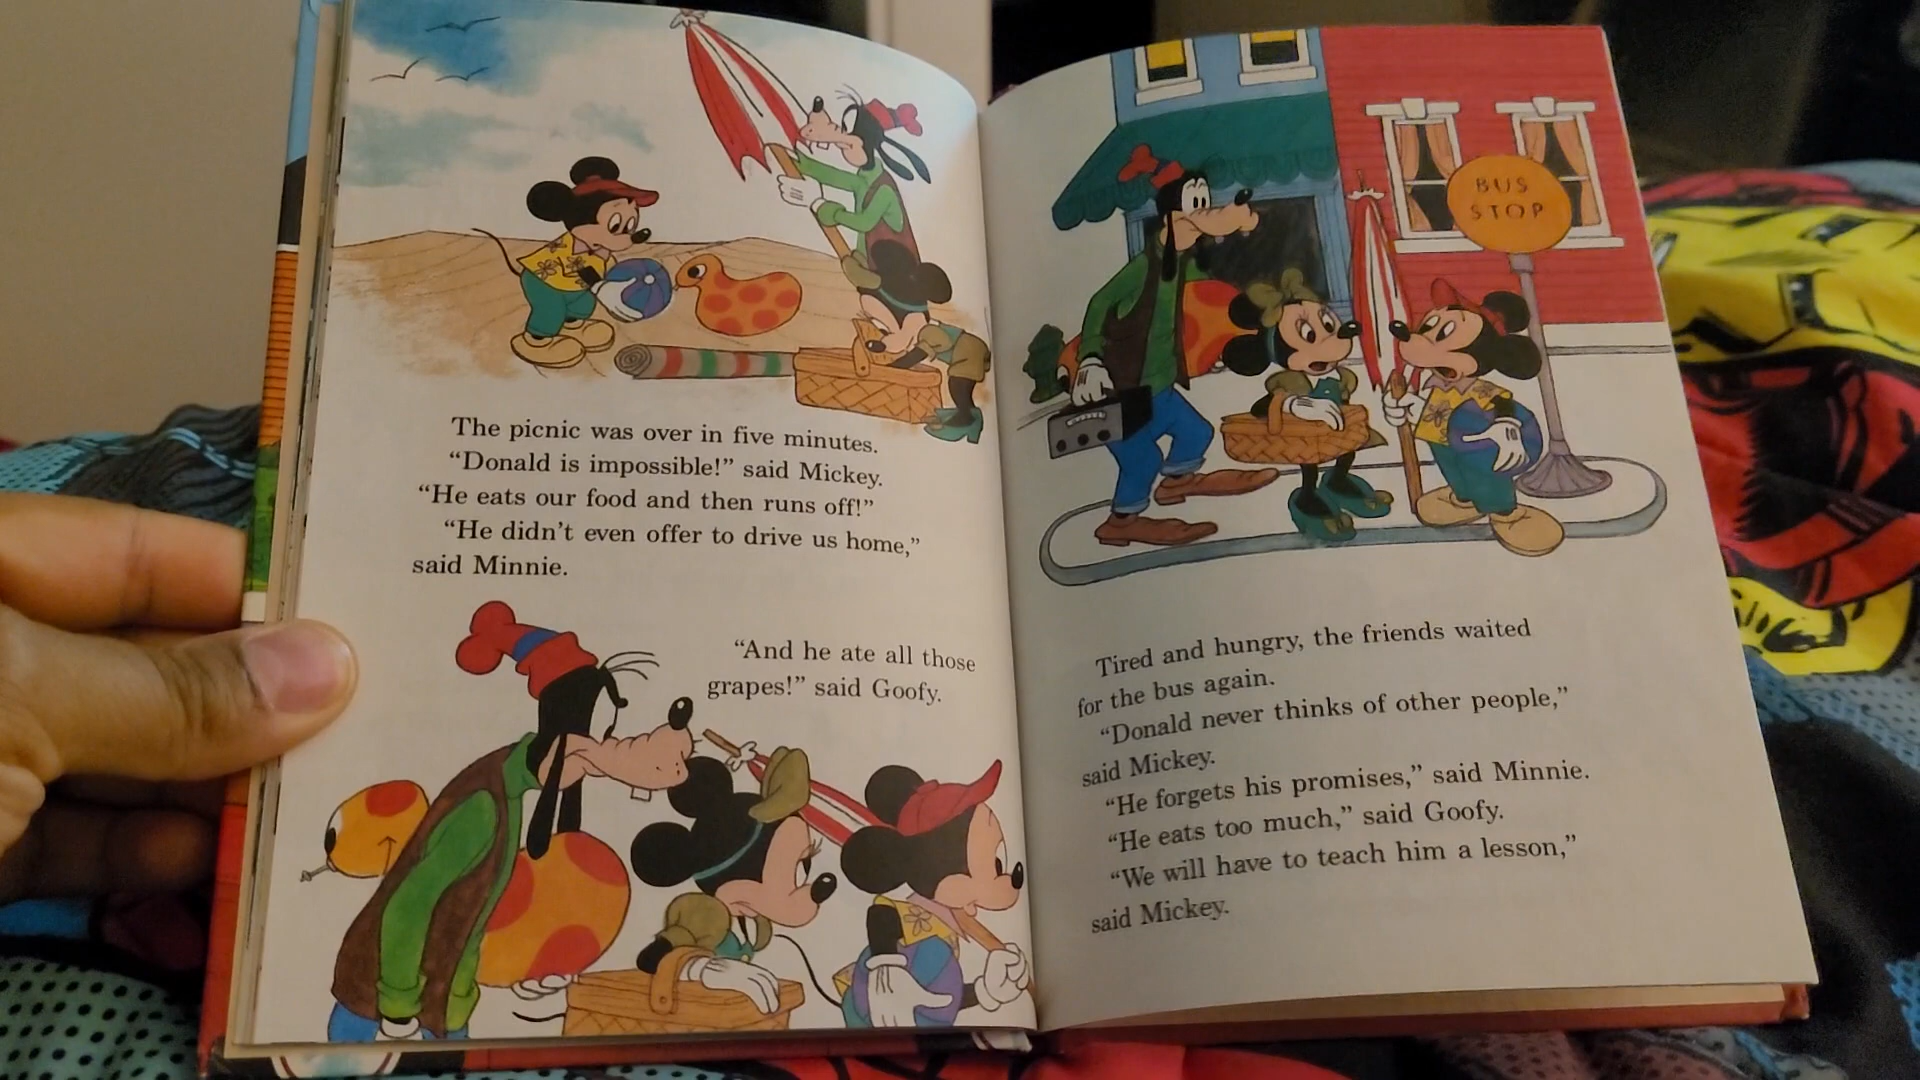 The picnic was over in five minutes.
“Donald is impossible!” said Mickey.
“He eats our food and then runs off!”
“He didn’t even offer to drive us home,”
said Minnie.
“And he ate all those
grapes!” said Goofy.
BUS
STOP
Tired and hungry, the friends waited
for the bus again.
“Donald never thinks of other people,”
said Mickey.
“He forgets his promises,” said Minnie.
“He eats too much,” said Goofy.
“We will have to teach him a lesson,”
said Mickey.